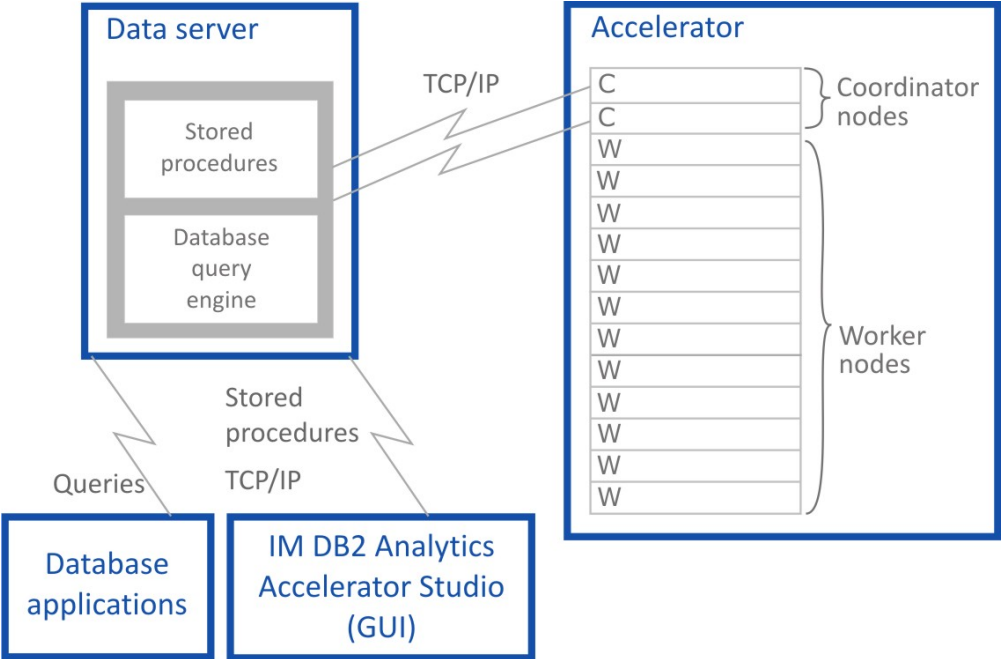 Data server
Stored
procedures
Database
query
engine
TCP/IP
Accelerator
C
C
W
W
W
W
W
W
W
W
W
W
W
W
Coordinator
nodes
Worker
nodes
Queries
Stored
procedures
TCP/IP
Database
applications
IM DB2 Analytics
Accelerator Studio
(GUI)